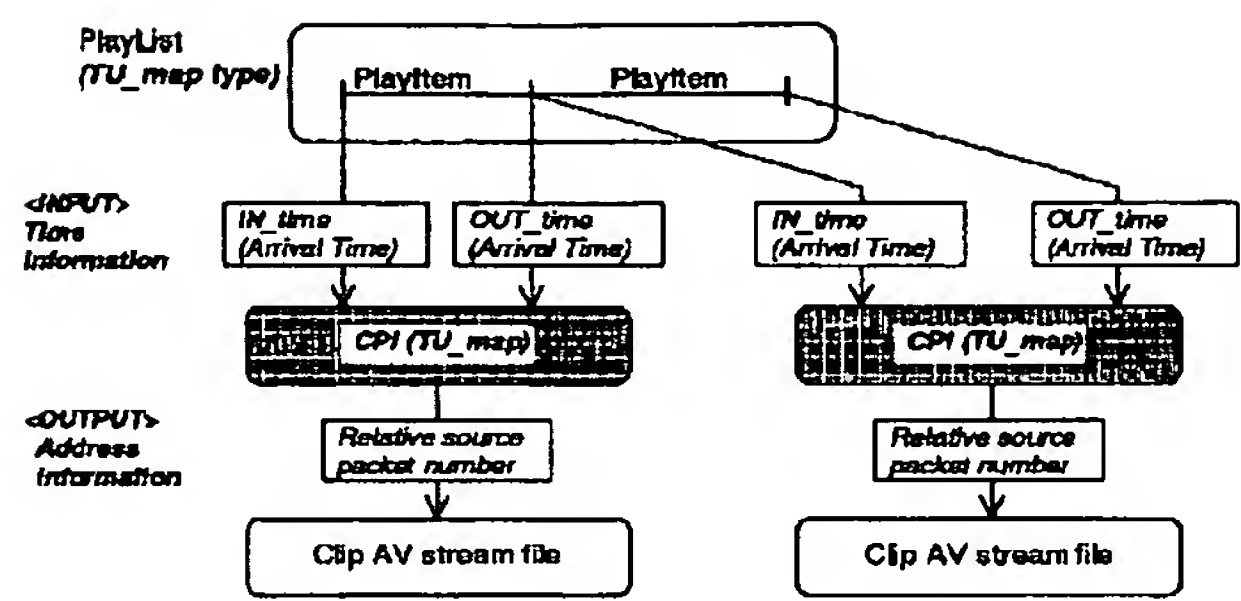 PlayList
(TU_map type)
PlayItem
PlayItem
<INPUT>
Time
Information
IN_time
(Arrival Time)
OUT_time
(Arrival Time)
IN_time
(Arrival Time)
OUT_time
(Arrival Time)
CPI (TU_map)
CPI (TU_map)
<OUTPUT>
Address
Information
Relative source
packet number
Relative source
packet number
Clip AV stream file
Clip AV stream file